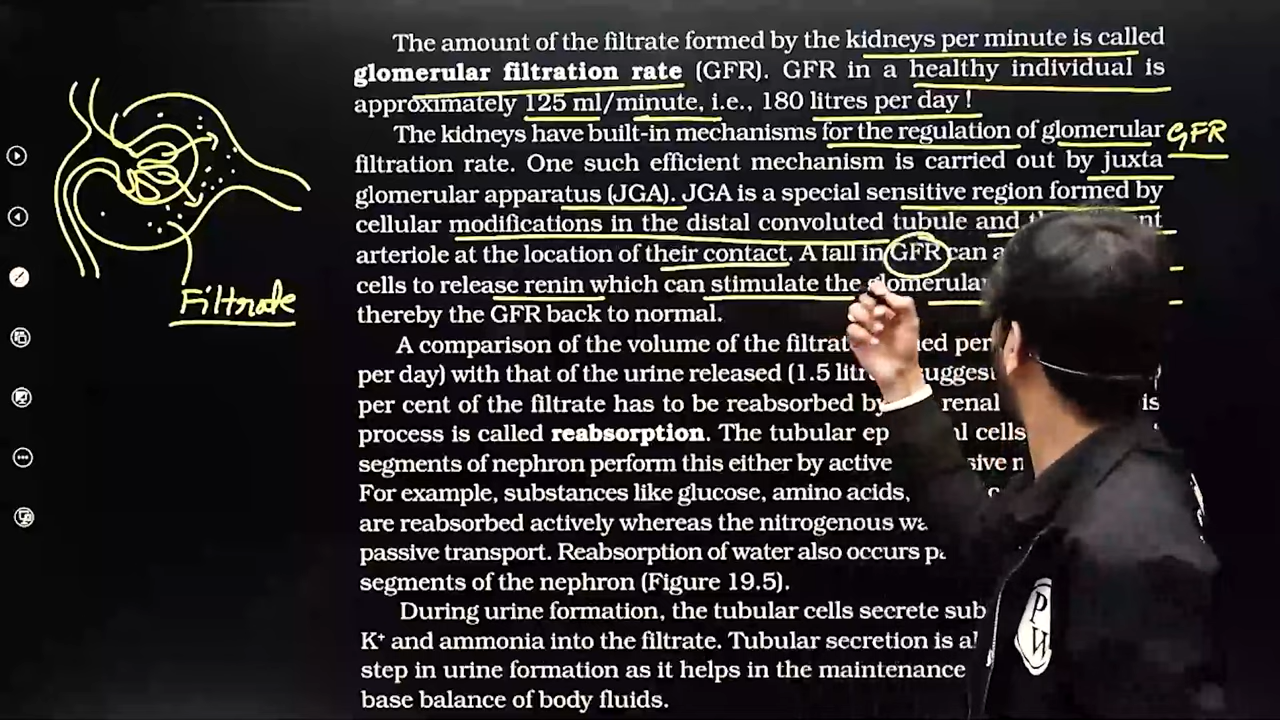 The amount of the filtrate formed by the kidneys per minute is called
glomerular filtration rate (GFR). GFR in a healthy individual is
approximately 125 ml/minute, i.e., 180 litres per day !
The kidneys have built-in mechanisms for the regulation of glomerular GFR
filtration rate. One such efficient mechanism is carried out by juxta
glomerular apparatus (JGA). JGA is a special sensitive region formed by
cellular modifications in the distal convoluted tubule and
arteriole at the location of their contact. A fall in GFR can
cells to release renin which can stimulate the glomerular
thereby the GFR back to normal.
A comparison of the volume of the filtrate per
per day) with that of the urine released (1.5
per cent of the filtrate has to be reabsorbed by renal is
process is called reabsorption. The tubular cells
segments of nephron perform this either by active
For example, substances like glucose, amino acids,
are reabsorbed actively whereas the nitrogenous
passive transport. Reabsorption of water also occurs
segments of the nephron (Figure 19.5).
During urine formation, the tubular cells secrete
K⁺ and ammonia into the filtrate. Tubular secretion is
step in urine formation as it helps in the maintenance
base balance of body fluids.
Filtrate